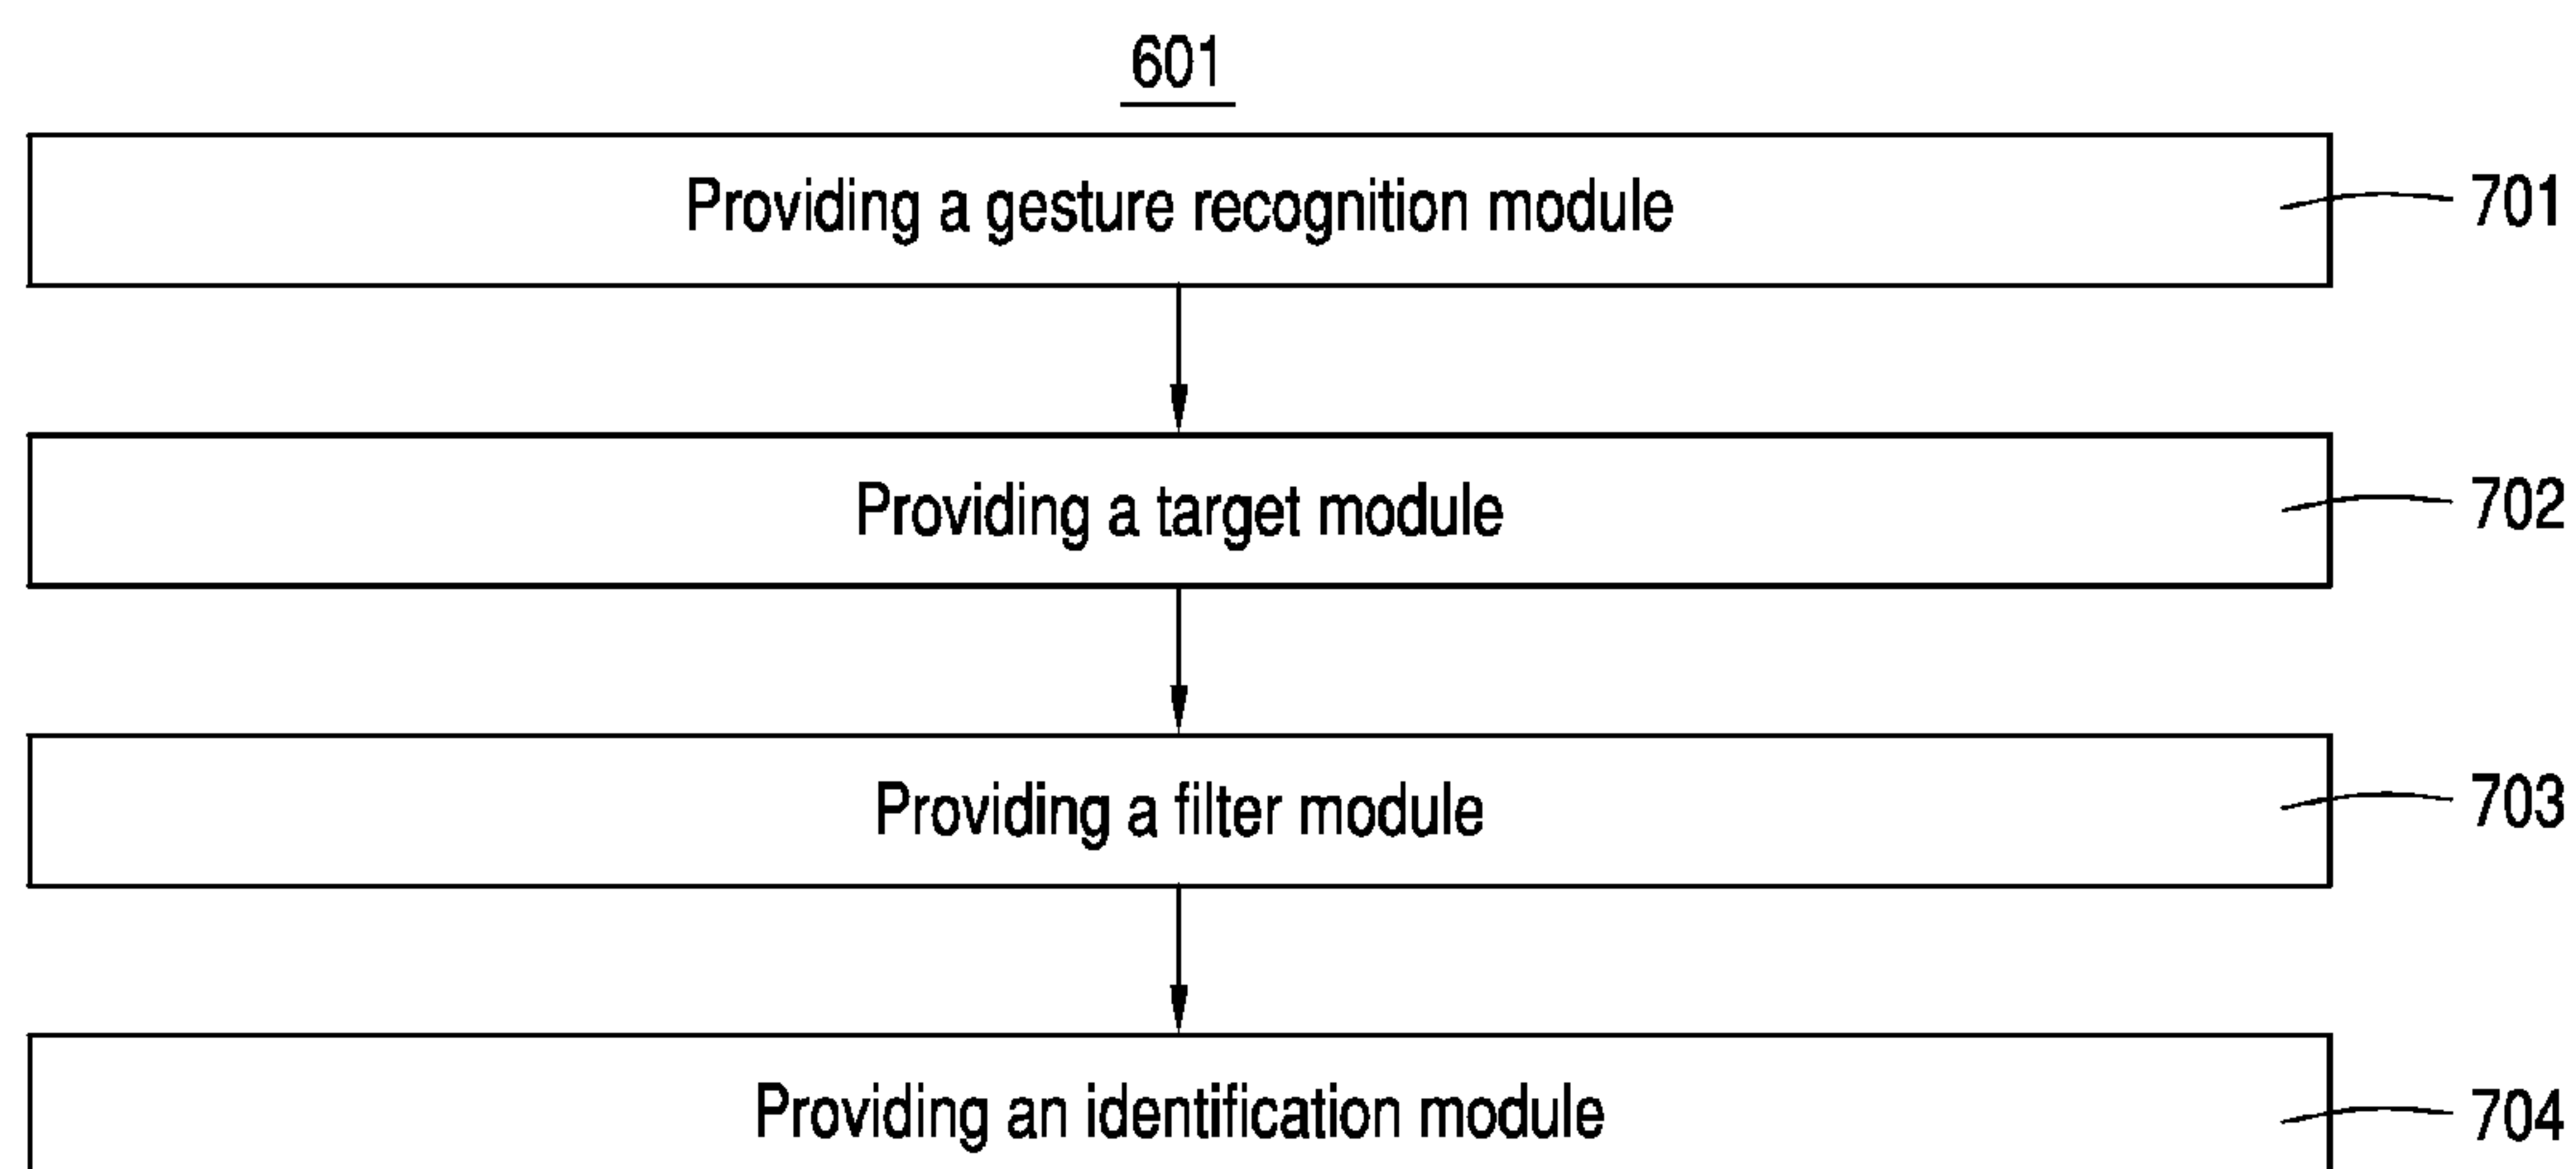 601
Providing a gesture recognition module 701
Providing a target module 702
Providing a filter module 703
Providing an identification module 704